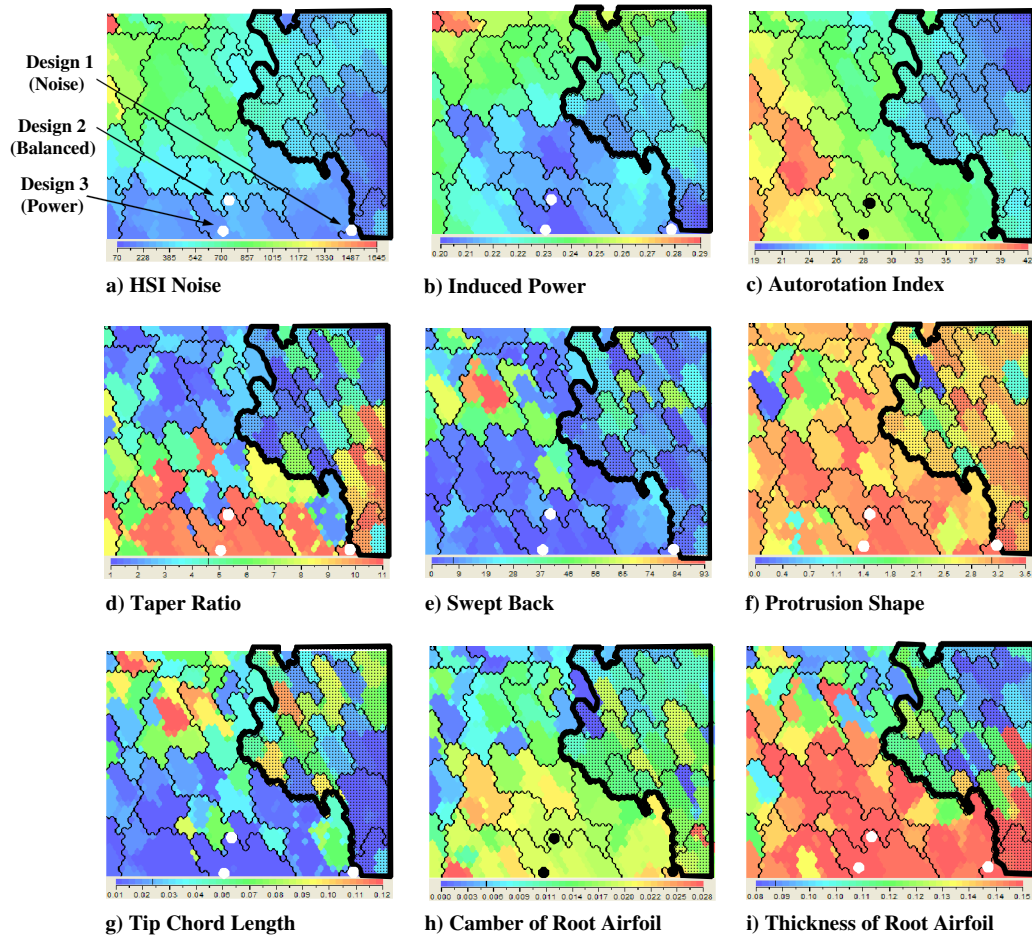 Design 1
(Noise)
Design 2
(Balanced)
Design 3
(Power)
70 228 385 542 700 857 1015 1172 1330 1487 1645
a) HSI Noise
0.20 0.21 0.22 0.23 0.23 0.24 0.25 0.26 0.27 0.28 0.29
b) Induced Power
19 21 23 26 28 30 33 35 37 39 42
c) Autorotation Index
1 2 3 4 5 6 7 8 9 10 11
d) Taper Ratio
0 9 19 28 37 47 56 65 74 84 93
e) Swept Back
0.0 0.4 0.7 1.1 1.4 1.8 2.1 2.5 2.8 3.2 3.5
f) Protrusion Shape
0.01 0.02 0.03 0.04 0.05 0.06 0.07 0.08 0.09 0.11 0.12
g) Tip Chord Length
0.000 0.003 0.006 0.009 0.011 0.014 0.017 0.020 0.022 0.025 0.028
h) Camber of Root Airfoil
0.08 0.08 0.09 0.10 0.11 0.11 0.12 0.13 0.14 0.14 0.15
i) Thickness of Root Airfoil